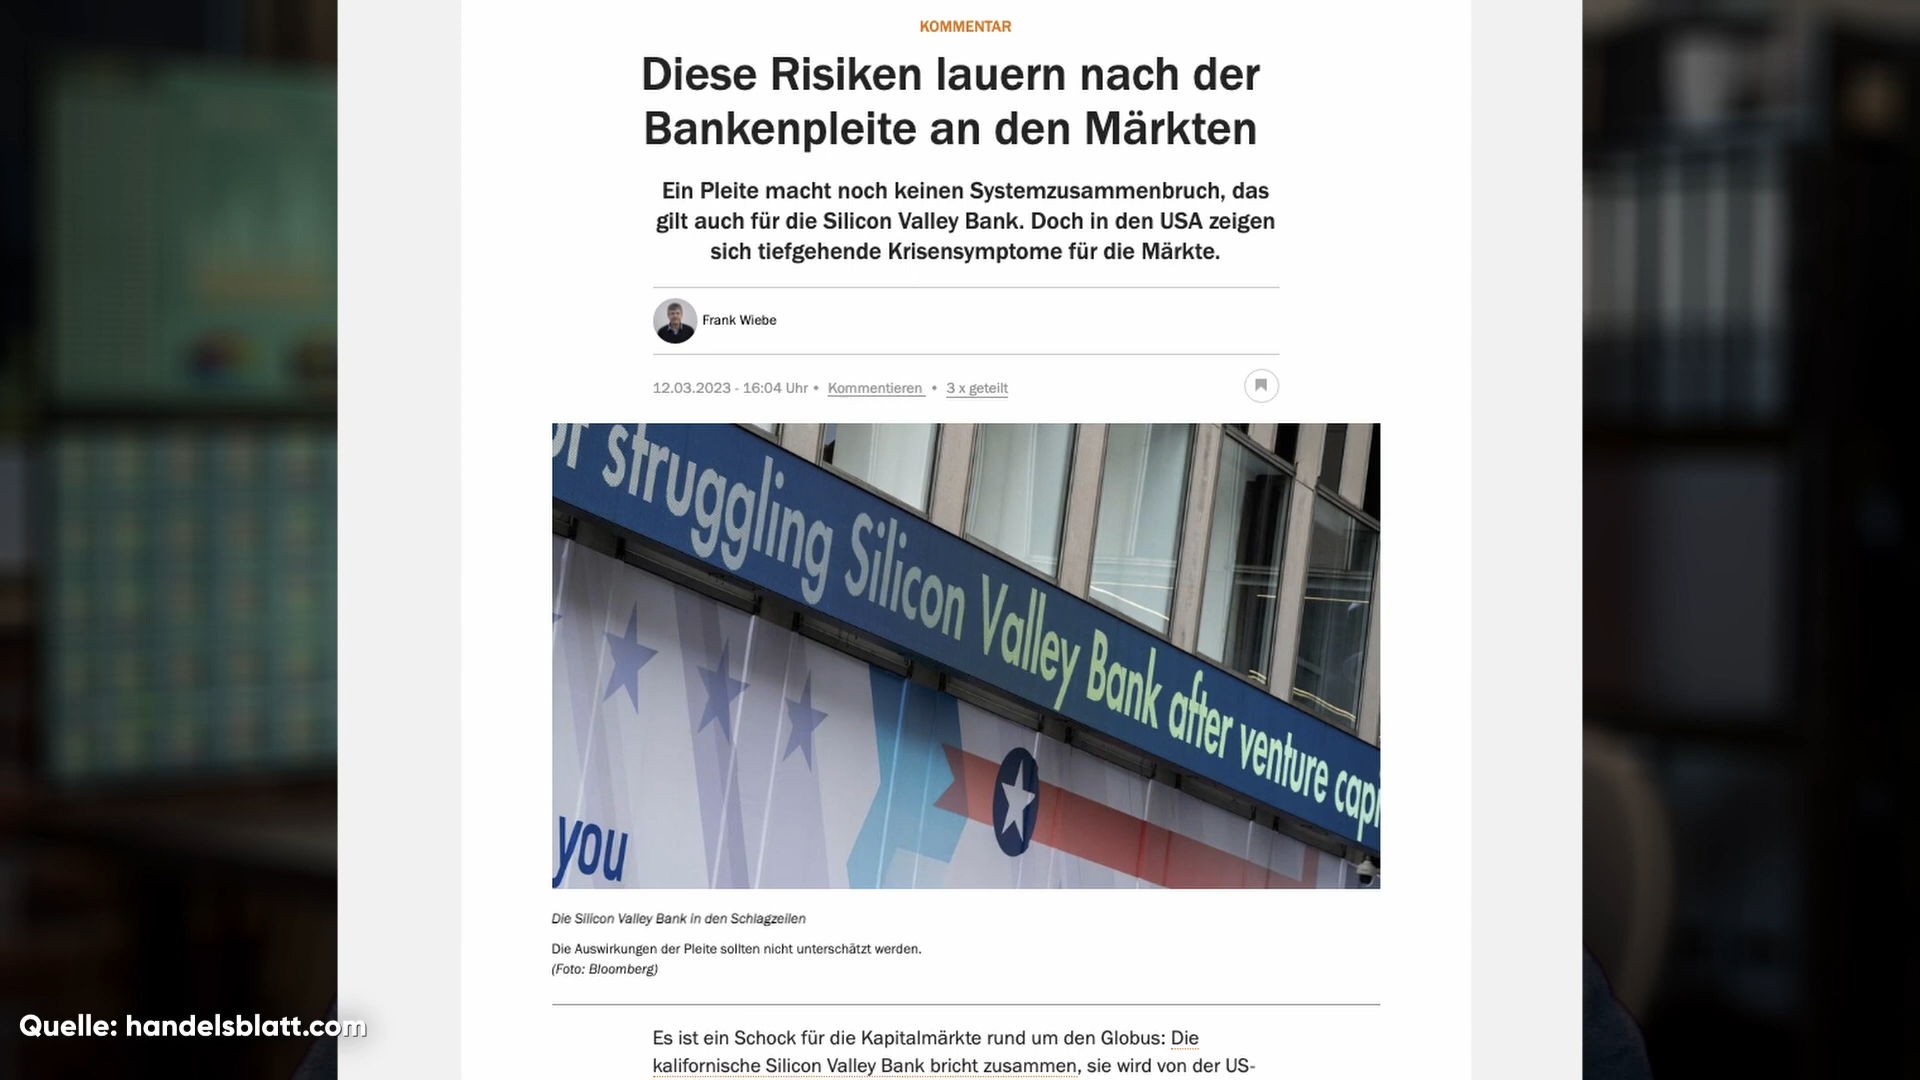 KOMMENTAR
Diese Risiken lauern nach der
Bankenpleite an den Märkten
Ein Pleite macht noch keinen Systemzusammenbruch, das
gilt auch für die Silicon Valley Bank. Doch in den USA zeigen
sich tiefgehende Krisensymptome für die Märkte.
Frank Wiebe
12.03.2023 - 16:04 Uhr • Kommentieren • 3 x geteilt
or struggling Silicon Valley Bank after venture capi
you
Die Silicon Valley Bank in den Schlagzeilen
Die Auswirkungen der Pleite sollten nicht unterschätzt werden.
(Foto: Bloomberg)
Quelle: handelsblatt.com
Es ist ein Schock für die Kapitalmärkte rund um den Globus: Die
kalifornische Silicon Valley Bank bricht zusammen, sie wird von der US-